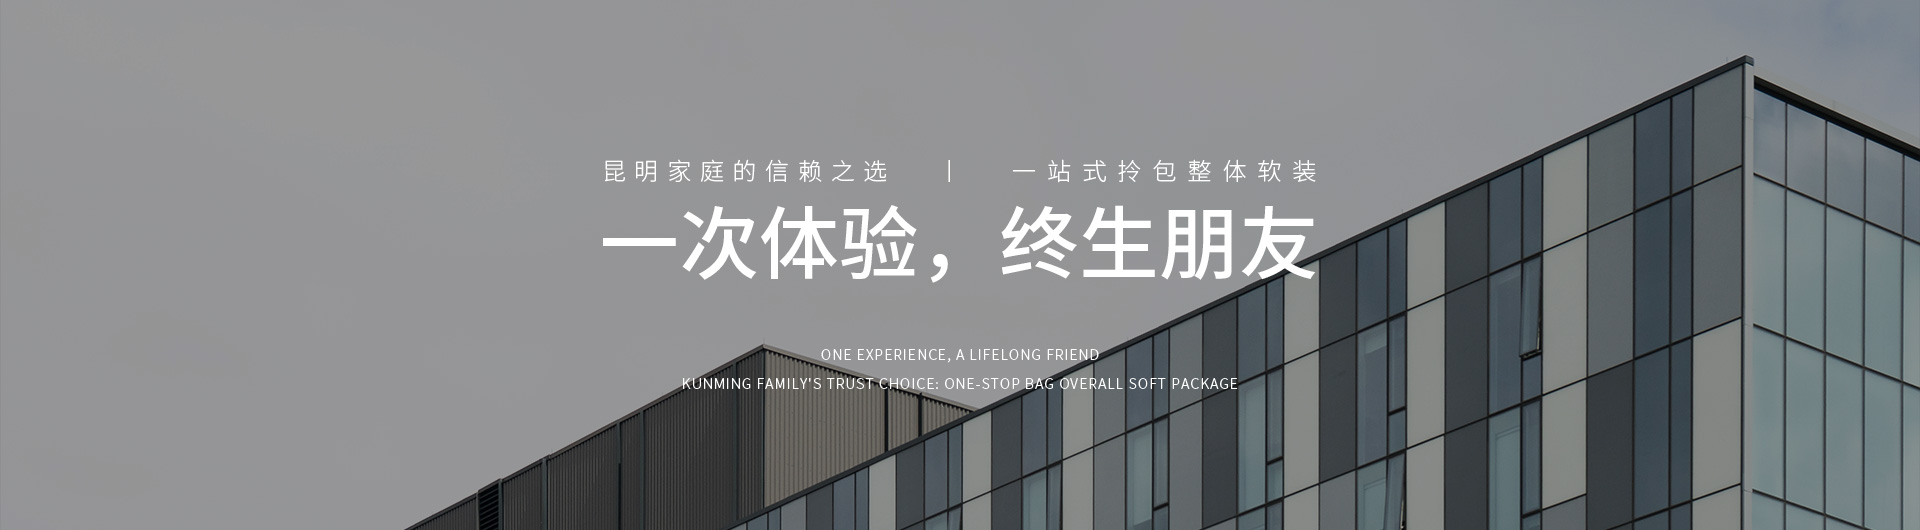 昆明家庭的信赖之选 | 一站式拎包整体软装
一次体验，终生朋友
ONE EXPERIENCE, A LIFELONG FRIEND
KUNMING FAMILY'S TRUST CHOICE: ONE-STOP BAG OVERALL SOFT PACKAGE